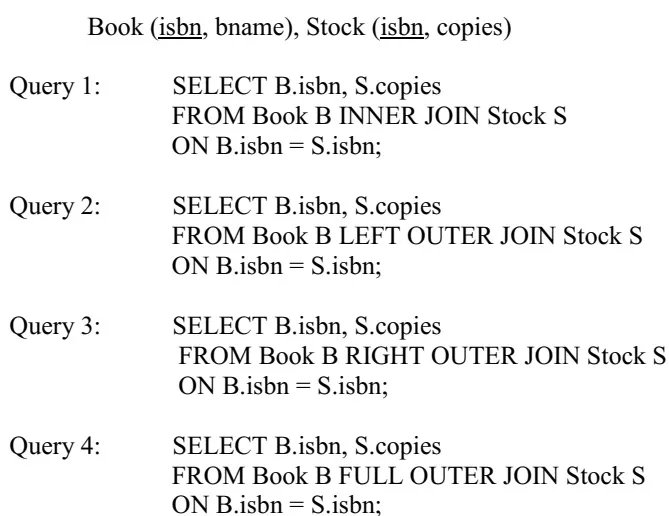 Book (isbn, bname), Stock (isbn, copies)
Query 1: SELECT B.isbn, S.copies
FROM Book B INNER JOIN Stock S
ON B.isbn = S.isbn;
Query 2: SELECT B.isbn, S.copies
FROM Book B LEFT OUTER JOIN Stock S
ON B.isbn = S.isbn;
Query 3: SELECT B.isbn, S.copies
FROM Book B RIGHT OUTER JOIN Stock S
ON B.isbn = S.isbn;
Query 4: SELECT B.isbn, S.copies
FROM Book B FULL OUTER JOIN Stock S
ON B.isbn = S.isbn;